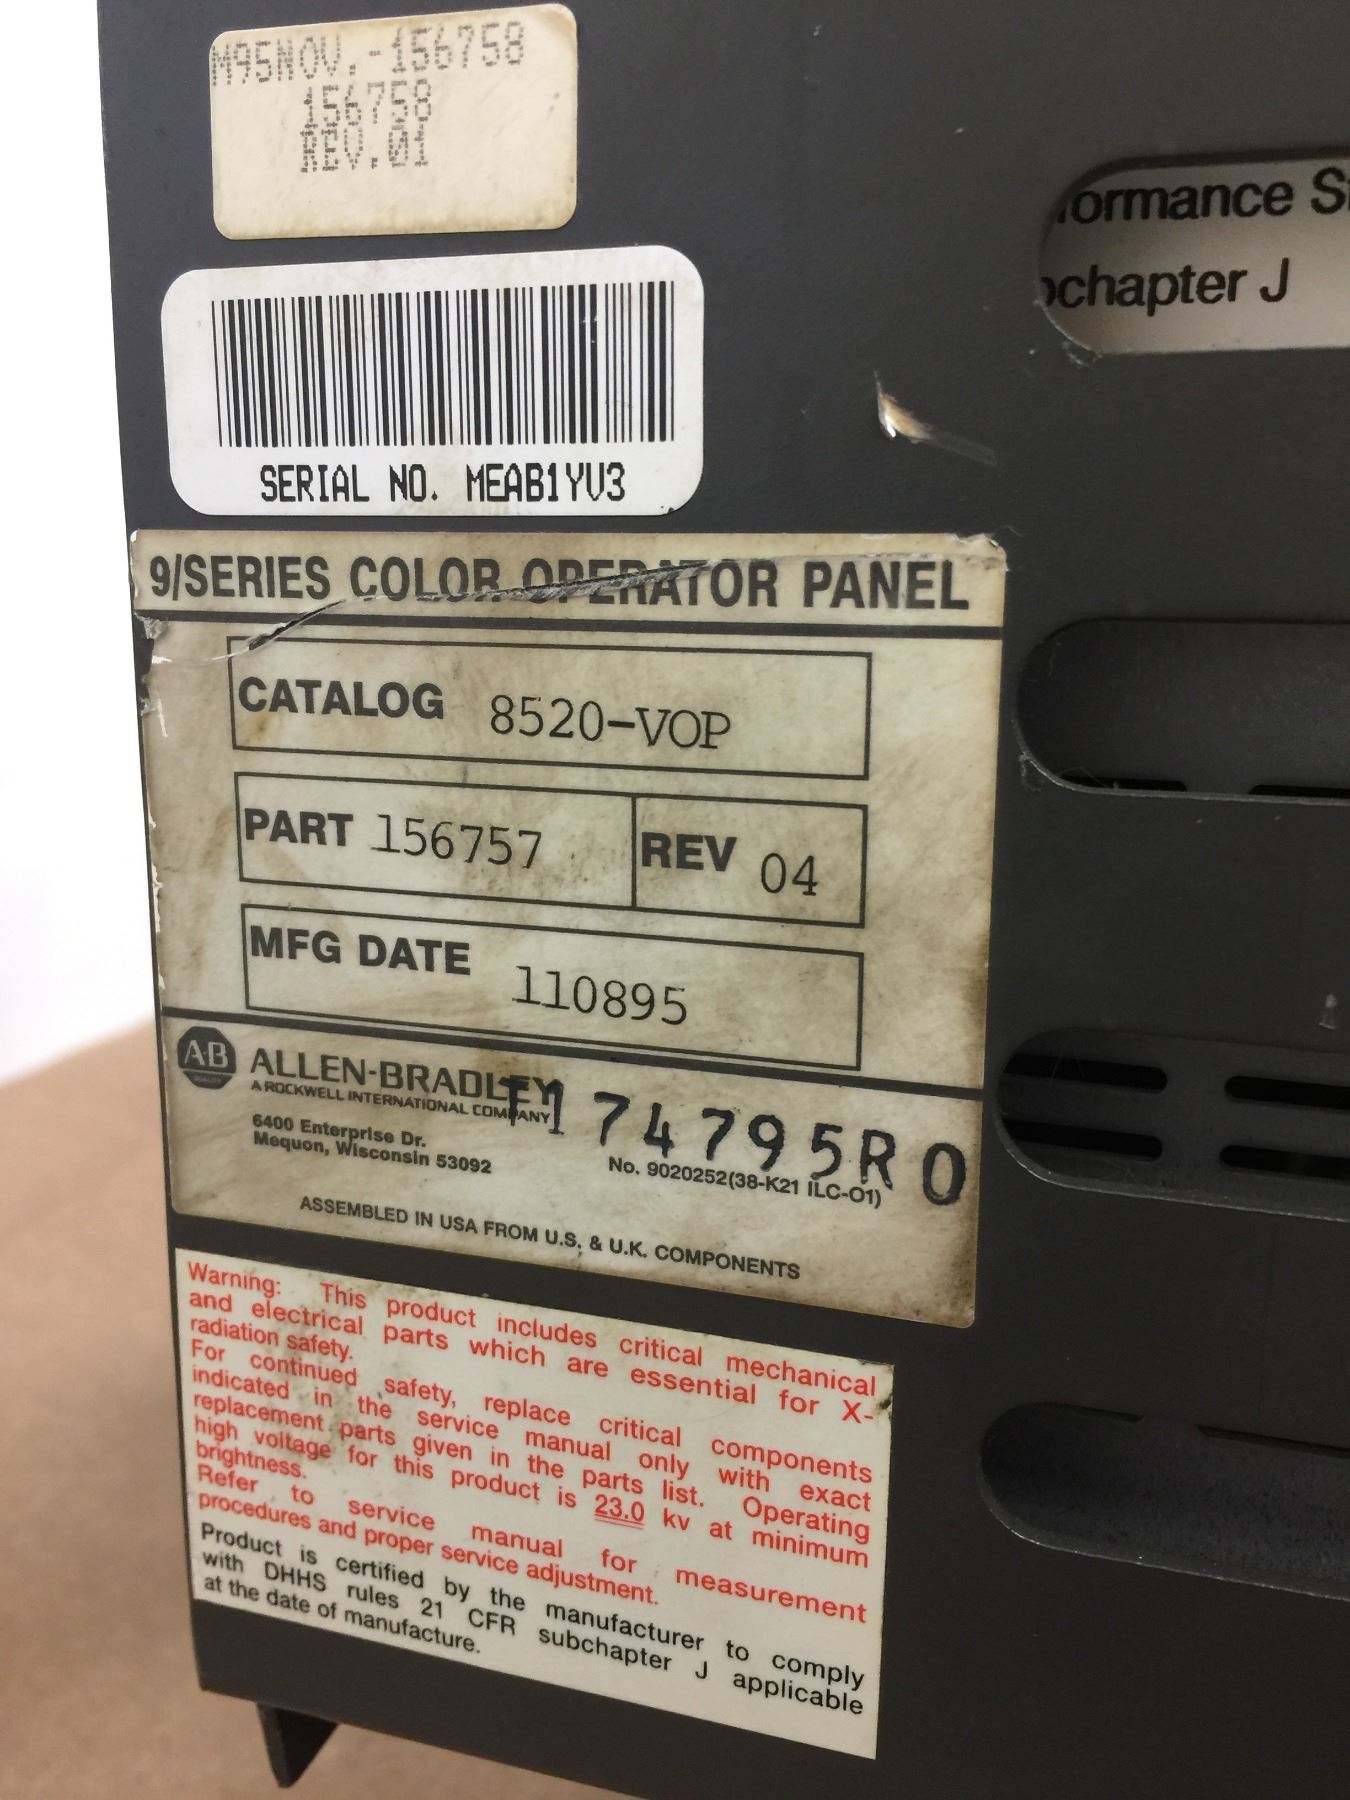 M95NOV.-156758
156758
REV.01
formance S
bchapter J
SERIAL NO. MEAB1YV3
9/SERIES COLOR OPERATOR PANEL
CATALOG 8520-VOP
PART 156757 REV 04
MFG DATE 110895
A-B
QUALITY
ALLEN-BRADLEY
A ROCKWELL INTERNATIONAL COMPANY
T174795R0
6400 Enterprise Dr.
Mequon, Wisconsin 53092
No. 9020252(38-K21 ILC-O1)
ASSEMBLED IN USA FROM U.S. & U.K. COMPONENTS
Warning: This product includes critical mechanical
and electrical parts which are essential for X-
radiation safety.
For continued safety, replace critical components
indicated in the service manual only with exact
replacement parts given in the parts list. Operating
high voltage for this product is 23.0 kv at minimum
brightness.
Refer to service manual for measurement
procedures and proper service adjustment.
Product is certified by the manufacturer to comply
with DHHS rules 21 CFR subchapter J applicable
at the date of manufacture.